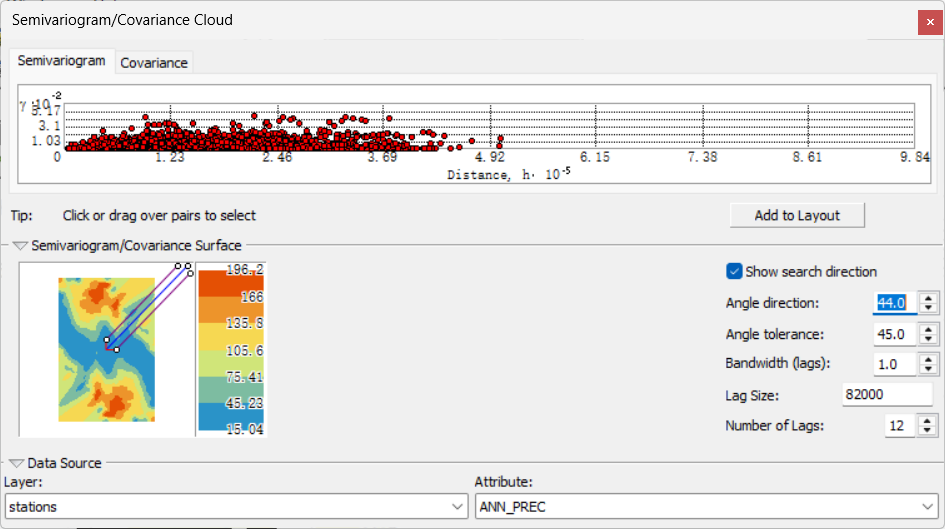 Semivariogram/Covariance Cloud
Semivariogram Covariance
γ·10⁻²
5.17
3.1
1.03
0 1.23 2.46 3.69 4.92 6.15 7.38 8.61 9.84
Distance, h· 10⁻⁵
Tip: Click or drag over pairs to select
Add to Layout
Semivariogram/Covariance Surface
196.2
166
135.8
105.6
75.41
45.23
15.04
Show search direction
Angle direction: 44.0
Angle tolerance: 45.0
Bandwidth (lags): 1.0
Lag Size: 82000
Number of Lags: 12
Data Source
Layer: Attribute:
stations ANN_PREC